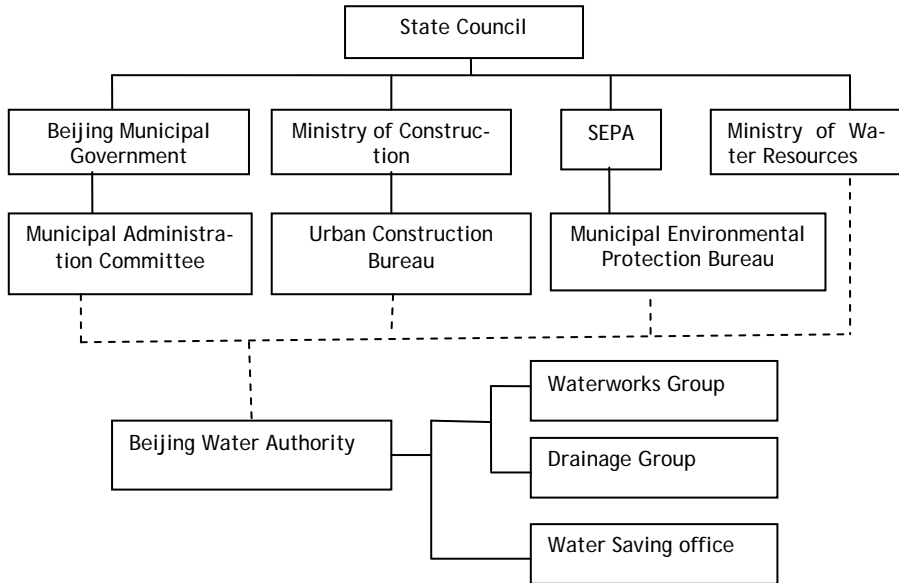 State Council
Beijing Municipal
Government
Ministry of Construc-
tion
SEPA
Ministry of Wa-
ter Resources
Municipal Administra-
tion Committee
Urban Construction
Bureau
Municipal Environmental
Protection Bureau
Waterworks Group
Beijing Water Authority
Drainage Group
Water Saving office